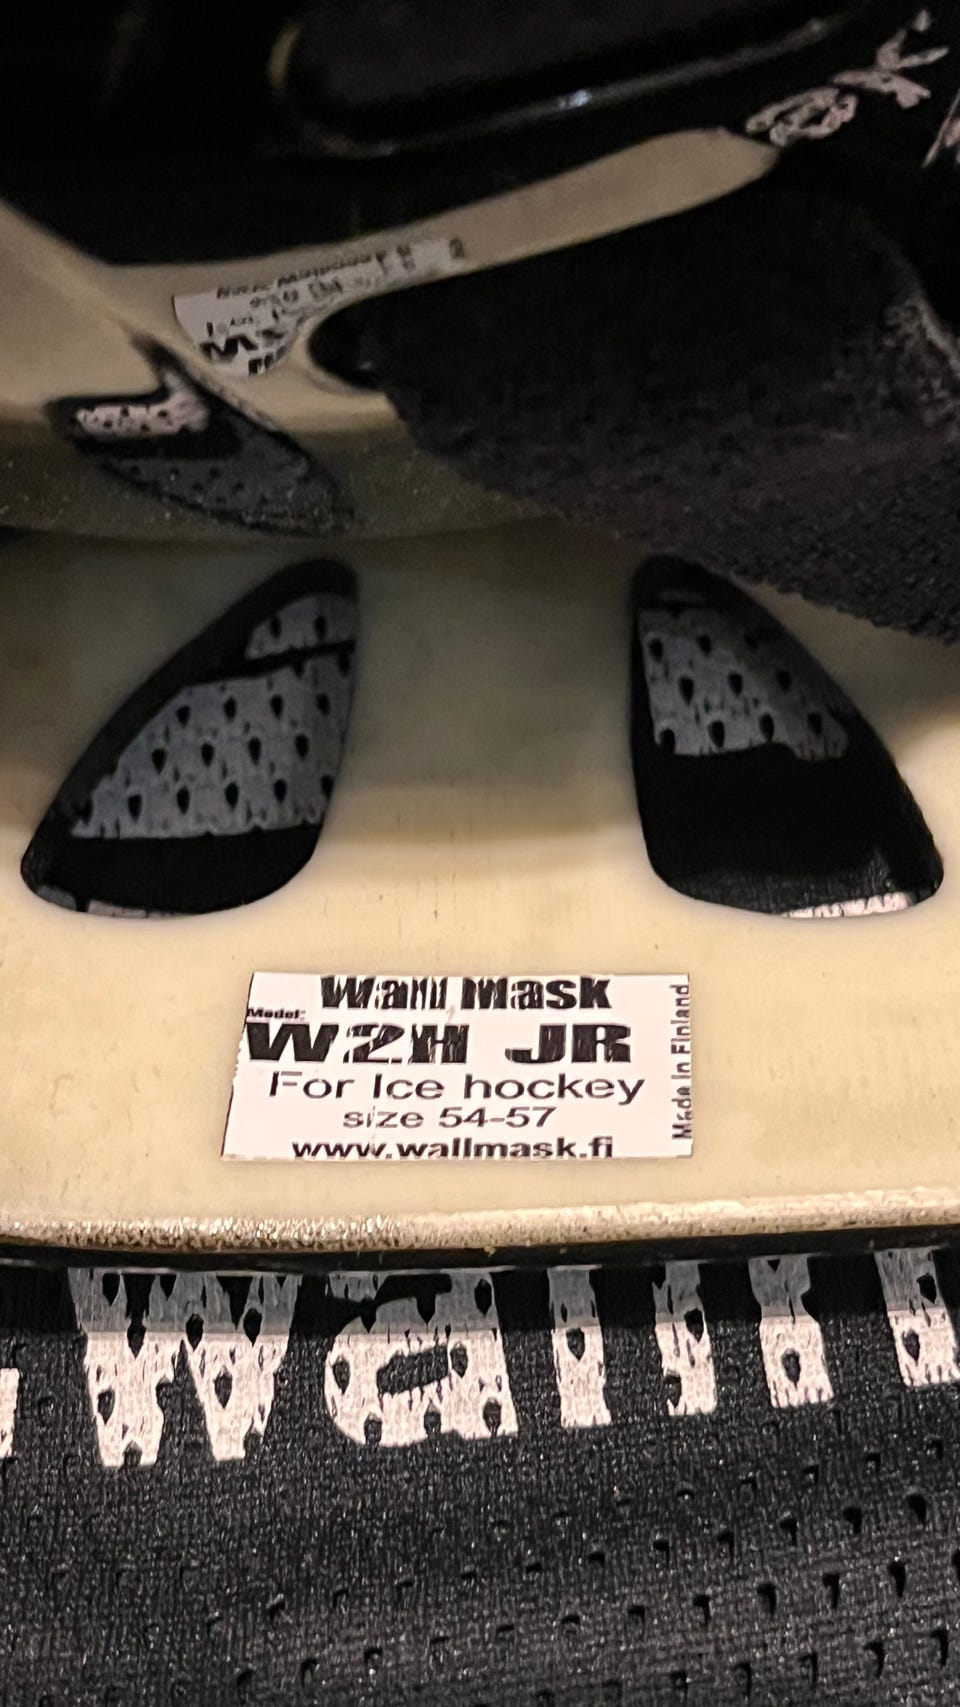 Wall Mask
Model:
W2H JR
For Ice hockey
size 54-57
www.wallmask.fi
Made in Finland